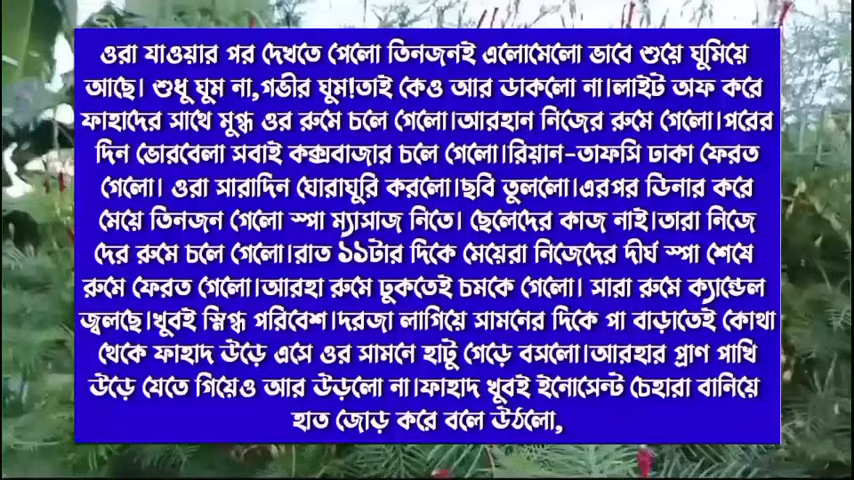 ওরা যাওয়ার পর দেখতে পেলো তিনজনই এলোমেলো ভাবে শুয়ে ঘুমিয়ে
আছে। শুধু ঘুম না,গভীর ঘুম!তাই কেও আর ডাকলো না।লাইট অফ করে
ফাহাদের সাথে মুগ্ধ ওর রুমে চলে গেলো।আরহান নিজের রুমে গেলো।পরের
দিন ভোরবেলা সবাই কক্সবাজার চলে গেলো।রিয়ান-তাফসি ঢাকা ফেরত
গেলো। ওরা সারাদিন ঘোরাঘুরি করলো।ছবি তুললো।এরপর ডিনার করে
মেয়ে তিনজন গেলো স্পা ম্যাসাজ নিতে। ছেলেদের কাজ নাই।তারা নিজে
দের রুমে চলে গেলো।রাত ১১টার দিকে মেয়েরা নিজেদের দীর্ঘ স্পা শেষে
রুমে ফেরত গেলো।আরহা রুমে ঢুকতেই চমকে গেলো। সারা রুমে ক্যান্ডেল
জ্বলছে।খুবই স্নিগ্ধ পরিবেশ।দরজা লাগিয়ে সামনের দিকে পা বাড়াতেই কোথা
থেকে ফাহাদ উড়ে এসে ওর সামনে হাটু গেড়ে বসলো।আরহার প্রাণ পাখি
উড়ে যেতে গিয়েও আর উড়লো না।ফাহাদ খুবই ইনোসেন্ট চেহারা বানিয়ে
হাত জোড় করে বলে উঠলো,